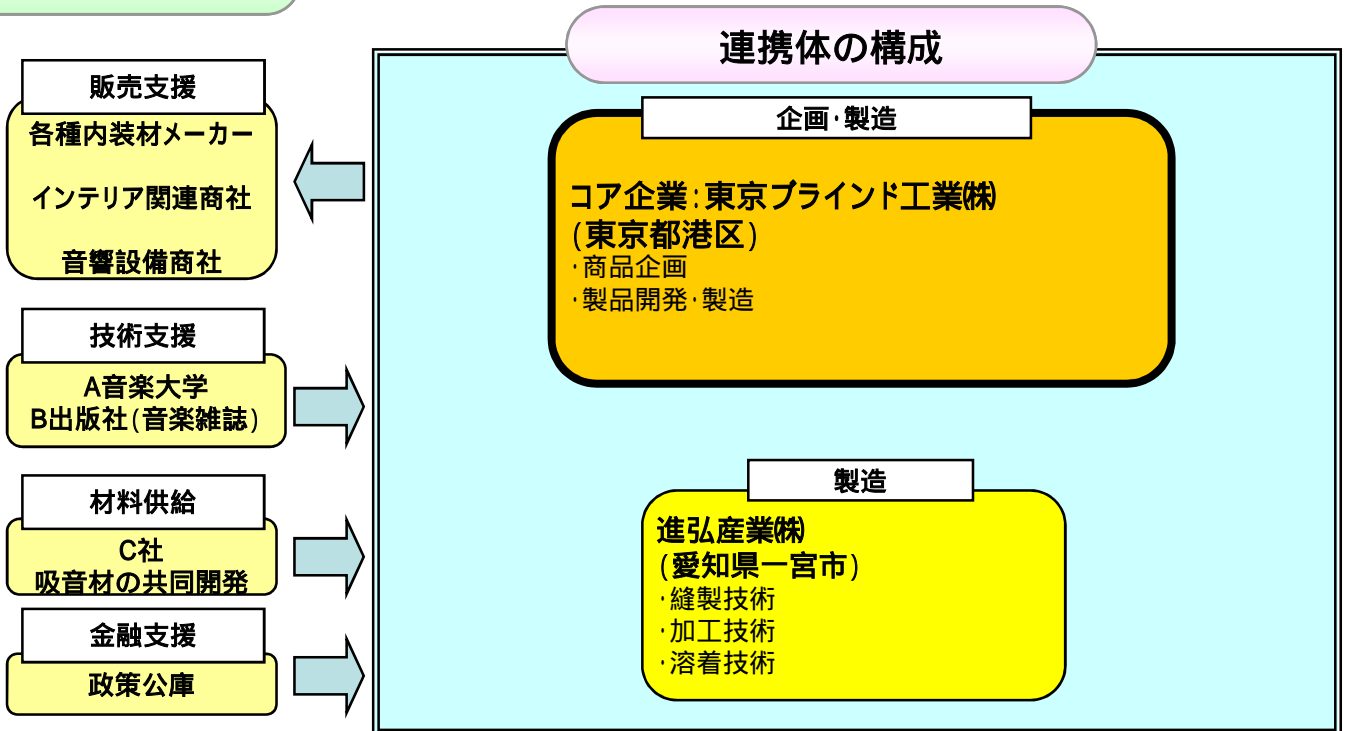 連携体の構成
販売支援
各種内装材メーカー
インテリア関連商社
音響設備商社
技術支援
A音楽大学
B出版社(音楽雑誌)
材料供給
C社
吸音材の共同開発
金融支援
政策公庫
企画・製造
コア企業:東京ブラインド工業㈱
(東京都港区)
・商品企画
・製品開発・製造
製造
進弘産業㈱
(愛知県一宮市)
・縫製技術
・加工技術
・溶着技術